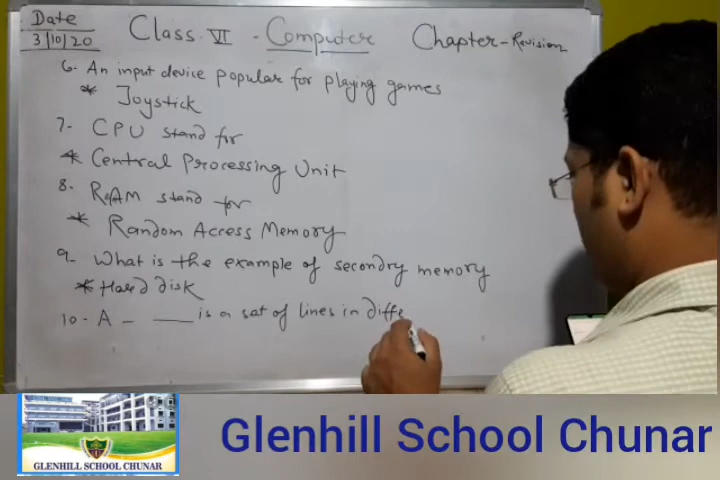 Date
3/10/20
Class-VI - Computer Chapter-Revision
6- An input device popular for playing games
* Joystick
7- CPU stand for
* Central Processing Unit
8- RAM stand for
* Random Access Memory
9- What is the example of secondry memory
* Hard disk
10- A - ___ is a sat of lines in diffe
GLENHILL SCHOOL CHUNAR
Glenhill School Chunar